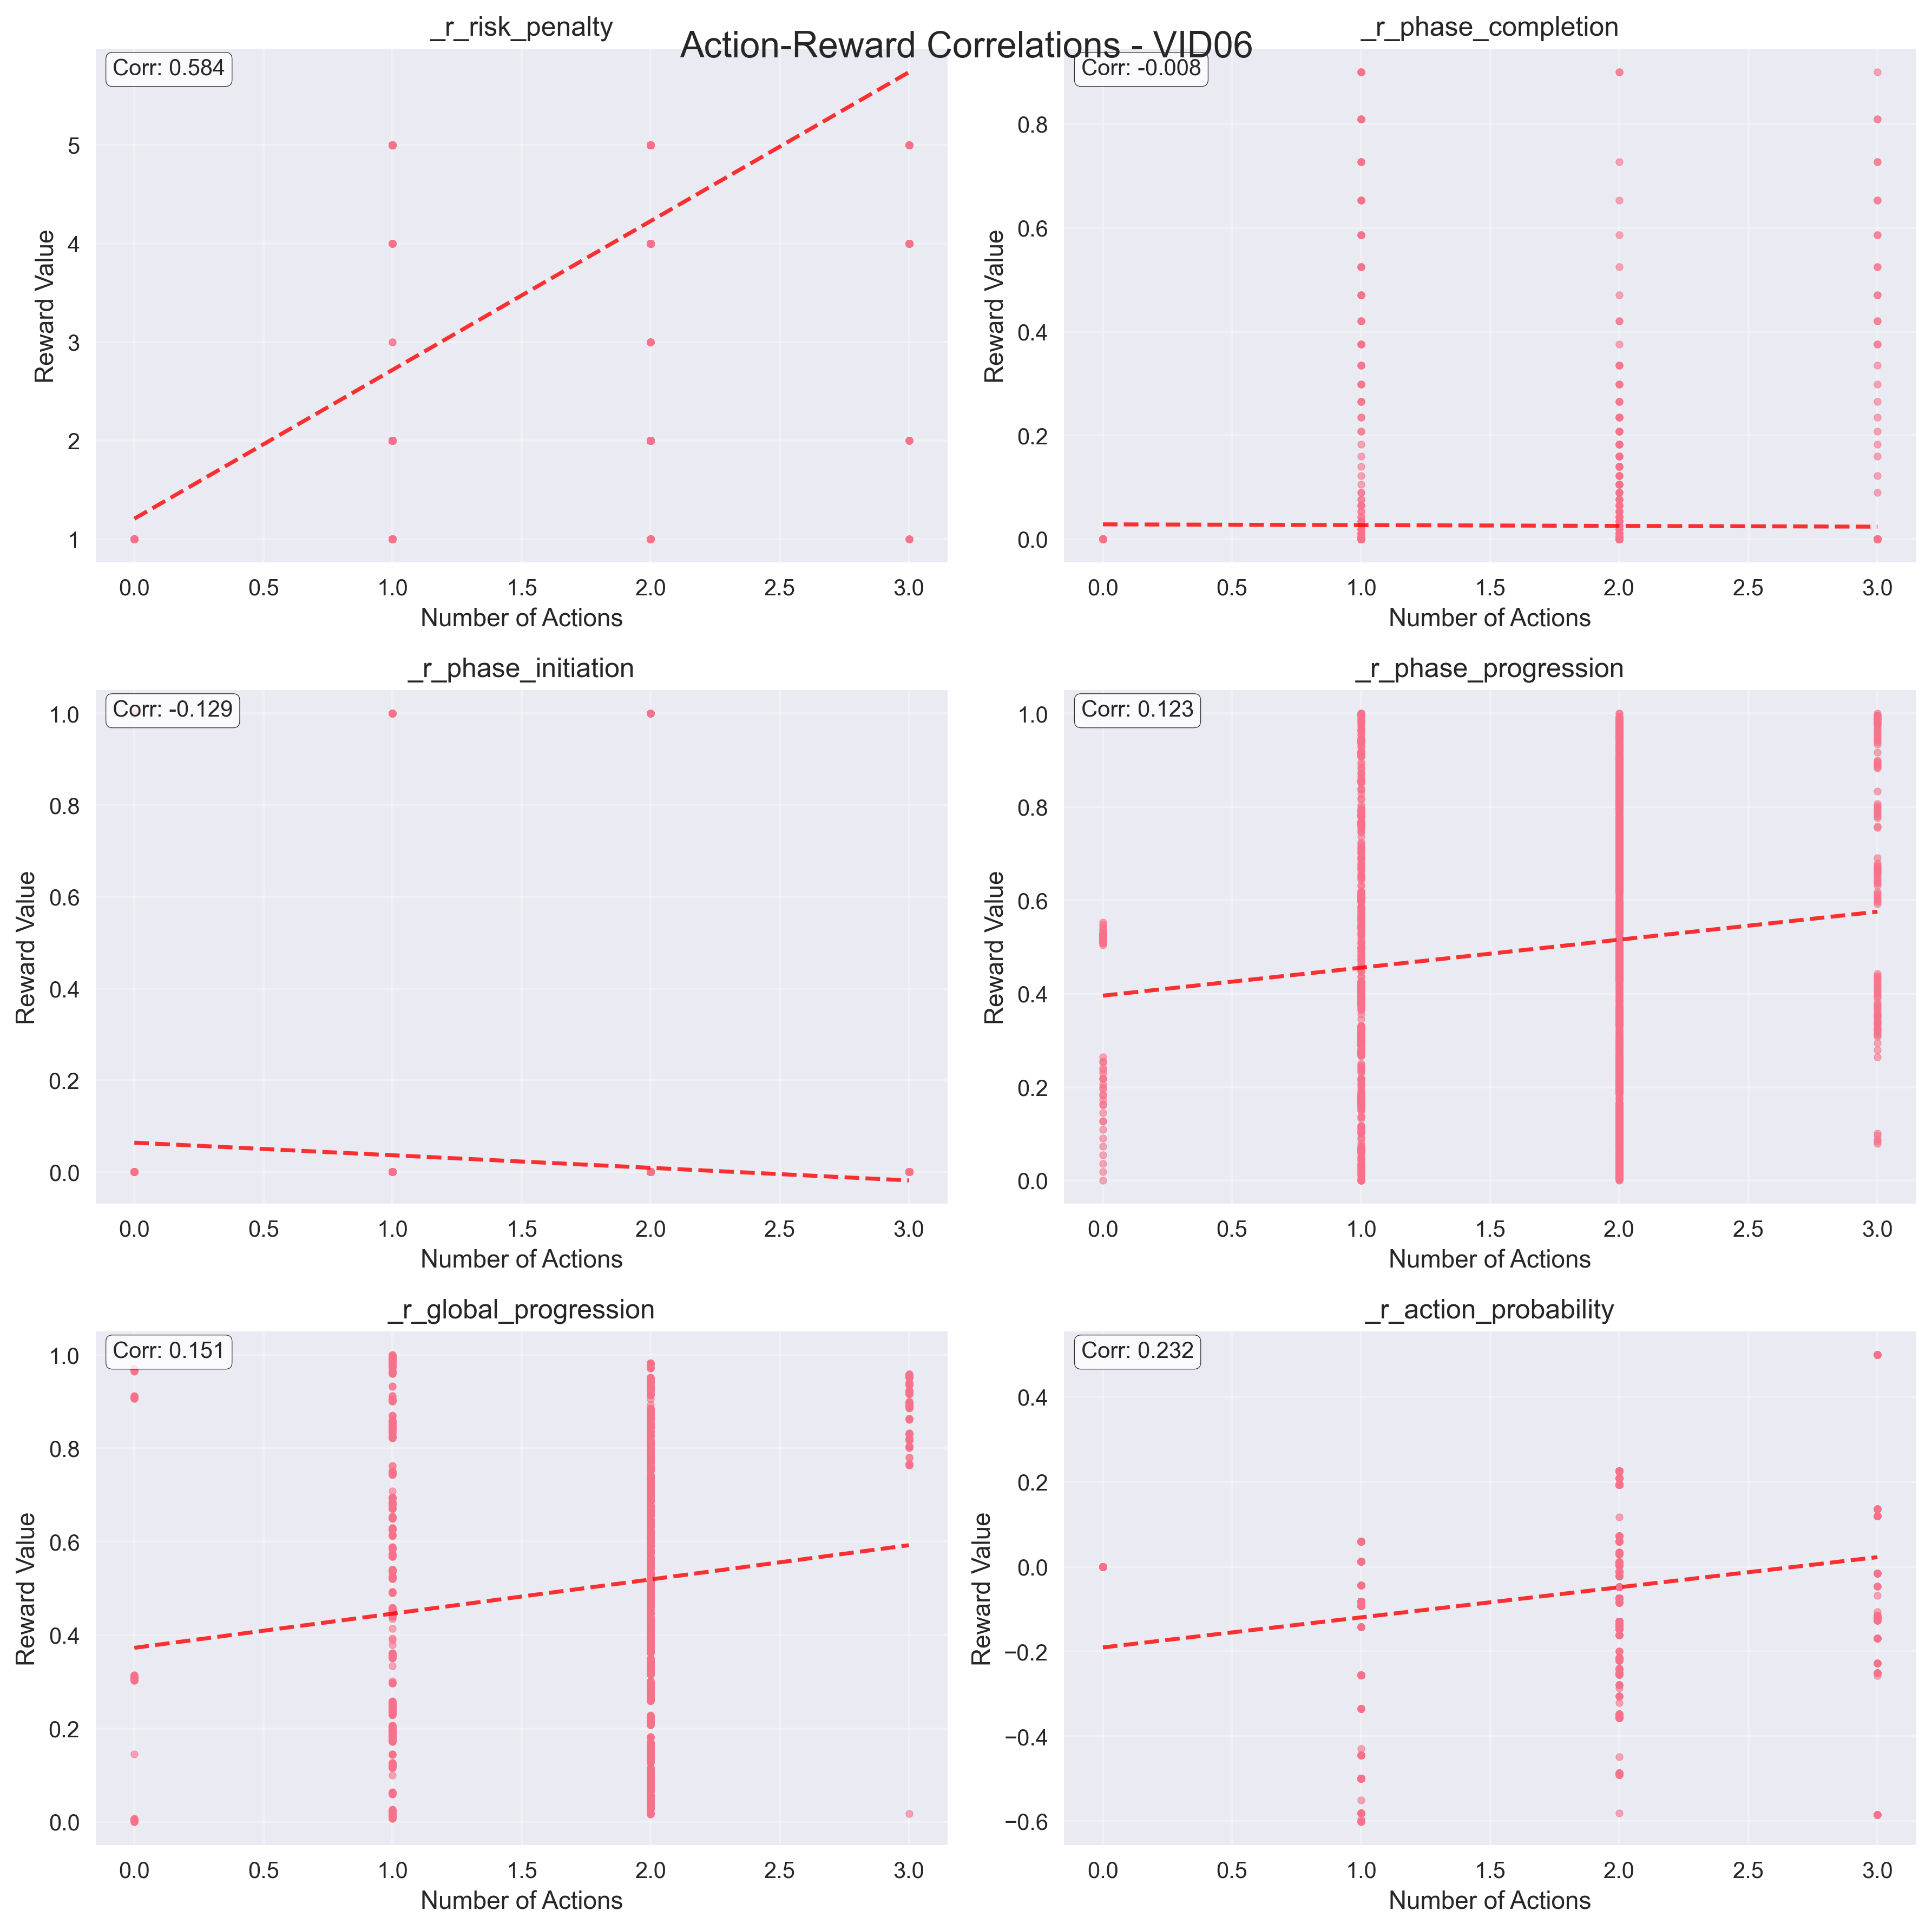 Action-Reward Correlations - VID06
_r_risk_penalty
Corr: 0.584
Reward Value
5
4
3
2
1
0.0 0.5 1.0 1.5 2.0 2.5 3.0
Number of Actions
_r_phase_completion
Corr: -0.008
Reward Value
0.8
0.6
0.4
0.2
0.0
0.0 0.5 1.0 1.5 2.0 2.5 3.0
Number of Actions
_r_phase_initiation
Corr: -0.129
Reward Value
1.0
0.8
0.6
0.4
0.2
0.0
0.0 0.5 1.0 1.5 2.0 2.5 3.0
Number of Actions
_r_phase_progression
Corr: 0.123
Reward Value
1.0
0.8
0.6
0.4
0.2
0.0
0.0 0.5 1.0 1.5 2.0 2.5 3.0
Number of Actions
_r_global_progression
Corr: 0.151
Reward Value
1.0
0.8
0.6
0.4
0.2
0.0
0.0 0.5 1.0 1.5 2.0 2.5 3.0
Number of Actions
_r_action_probability
Corr: 0.232
Reward Value
0.4
0.2
0.0
−0.2
−0.4
−0.6
0.0 0.5 1.0 1.5 2.0 2.5 3.0
Number of Actions